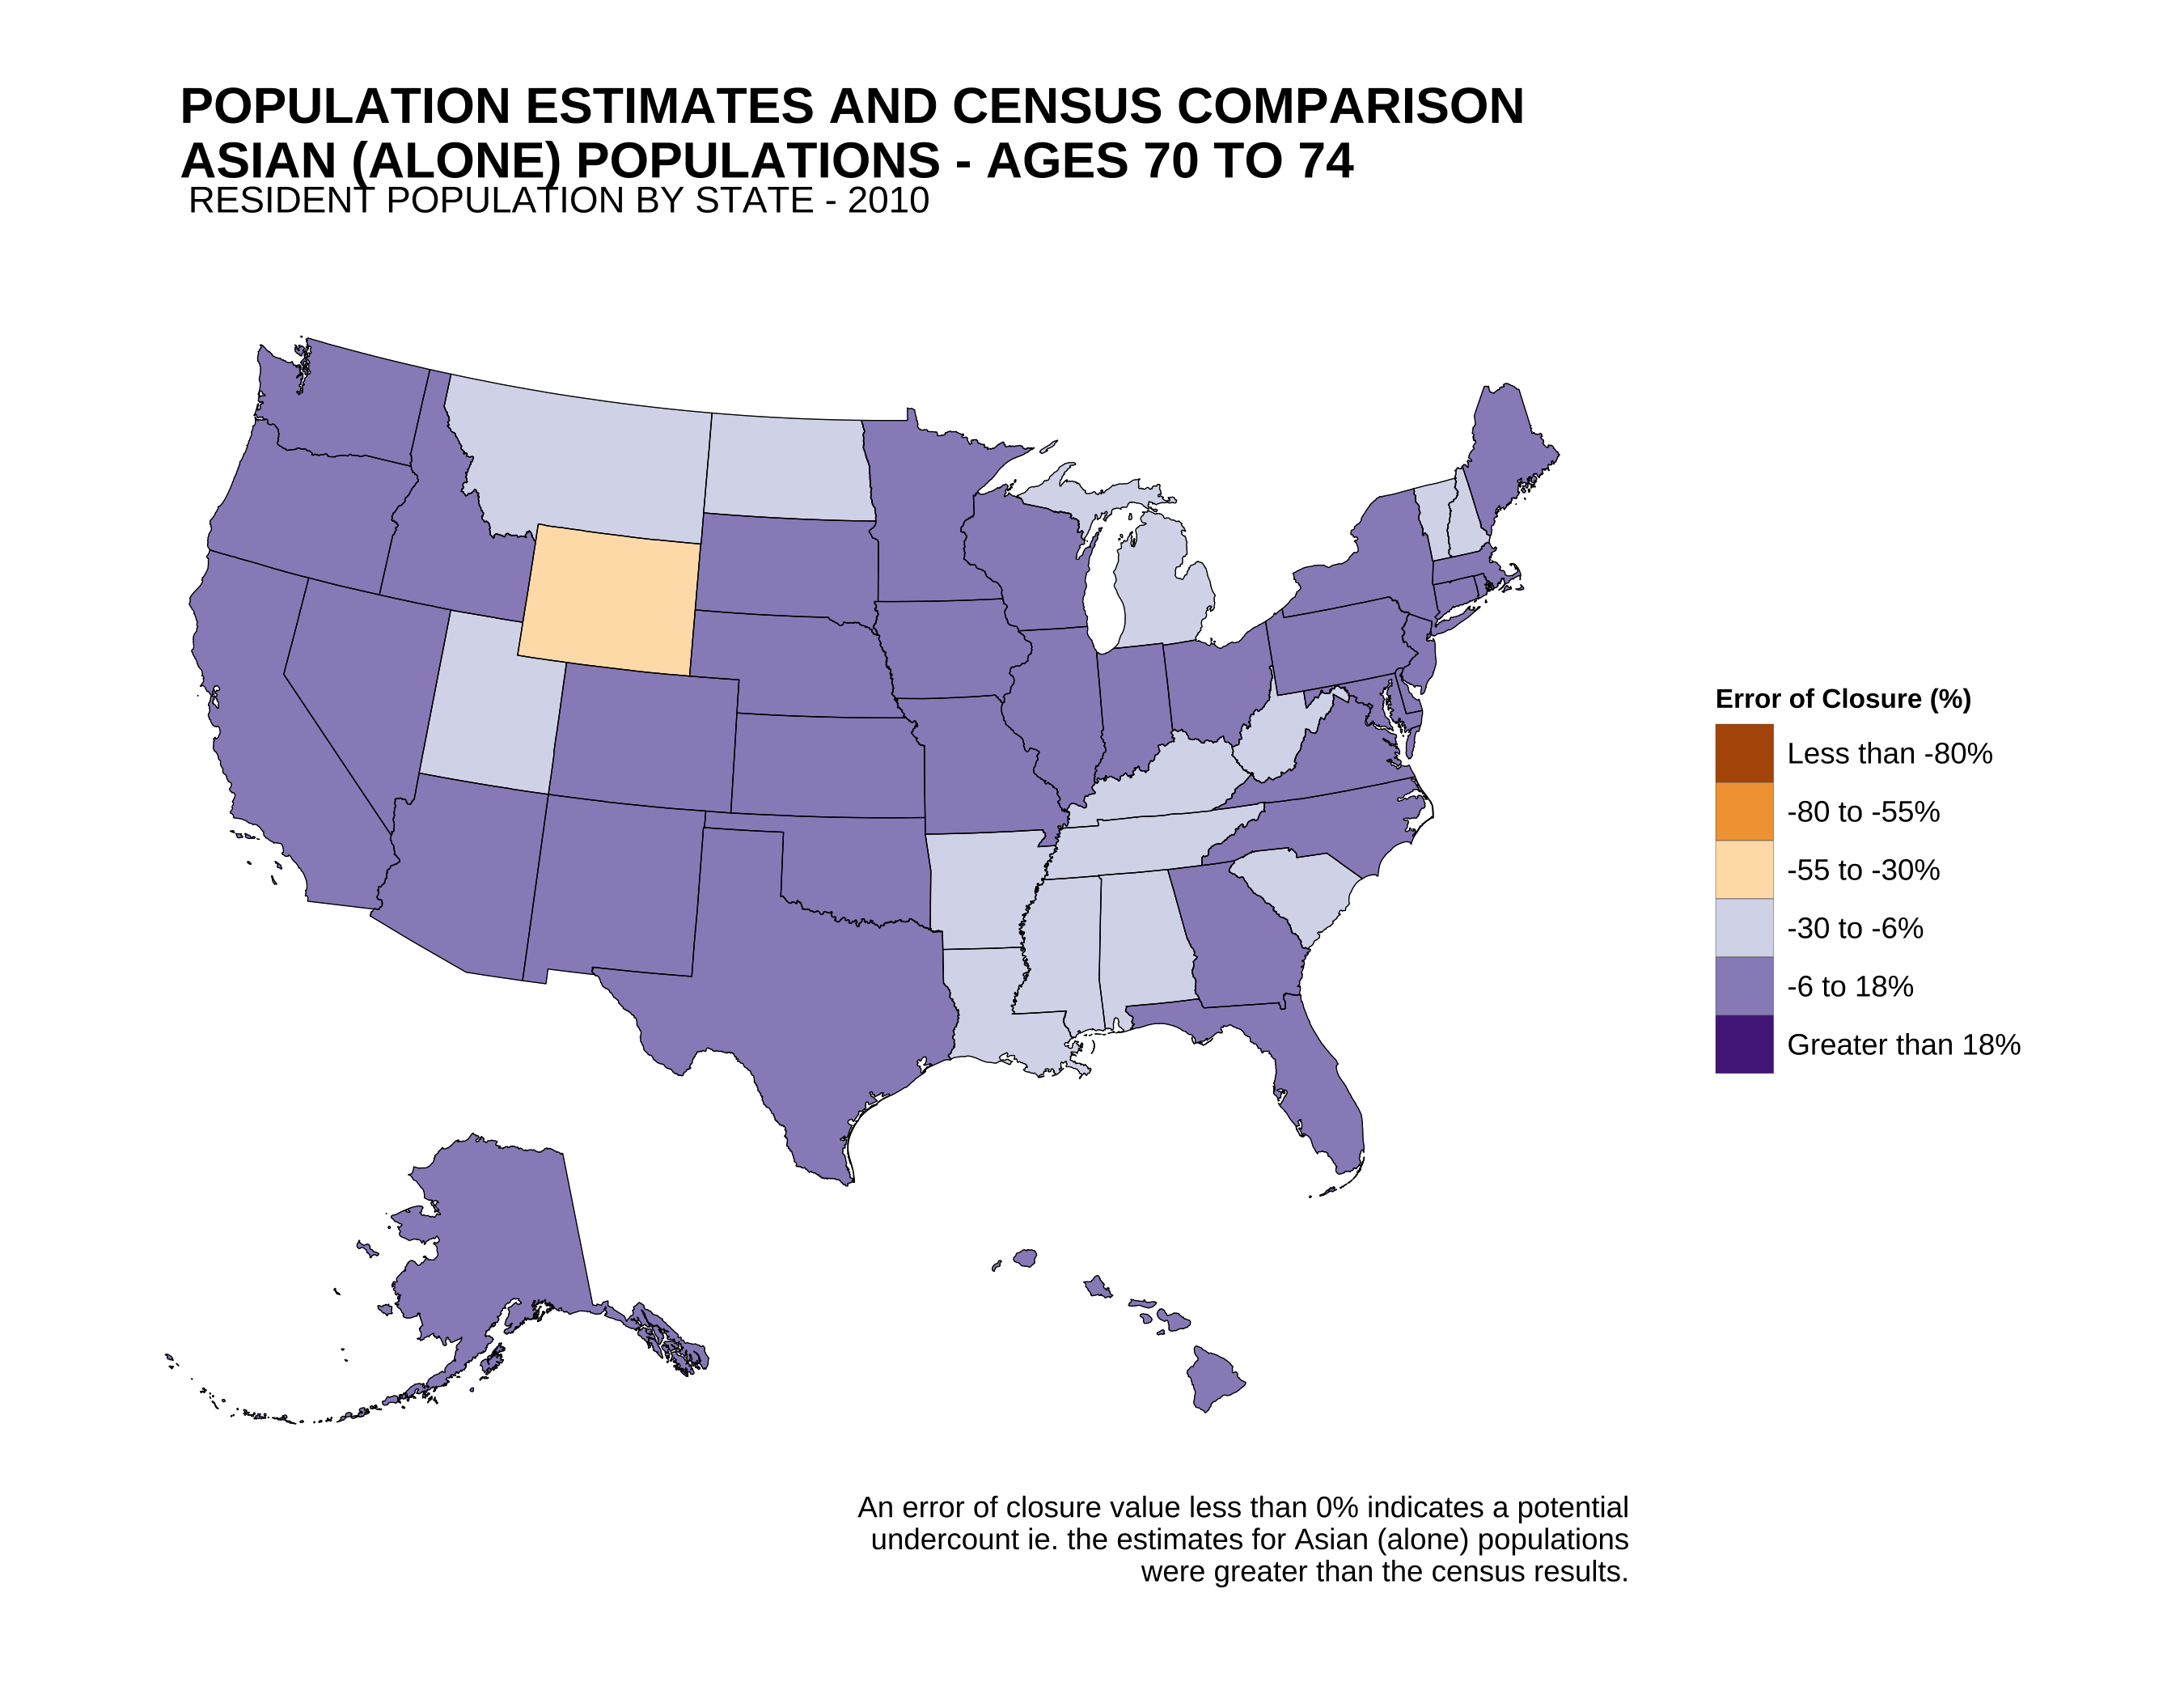 POPULATION ESTIMATES AND CENSUS COMPARISON
ASIAN (ALONE) POPULATIONS - AGES 70 TO 74
RESIDENT POPULATION BY STATE - 2010
Error of Closure (%)
Less than -80%
-80 to -55%
-55 to -30%
-30 to -6%
-6 to 18%
Greater than 18%
An error of closure value less than 0% indicates a potential
undercount ie. the estimates for Asian (alone) populations
were greater than the census results.